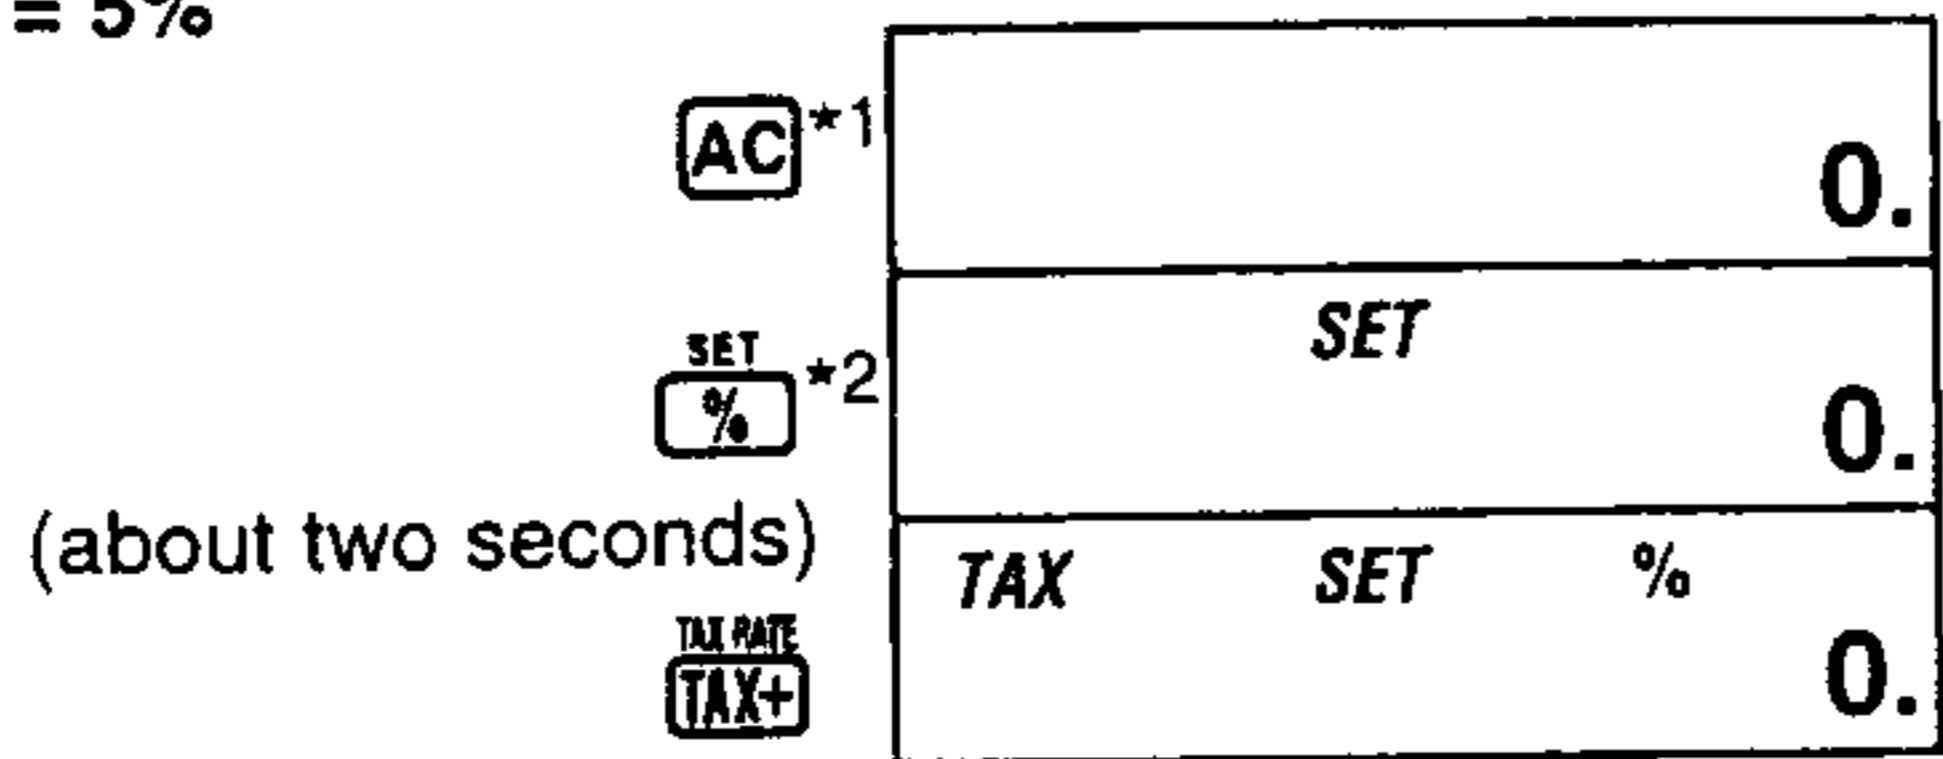 = 5%
AC *1
0.
SET
SET
% *2
0.
(about two seconds)
TAX SET %
TAX RATE
TAX+
0.